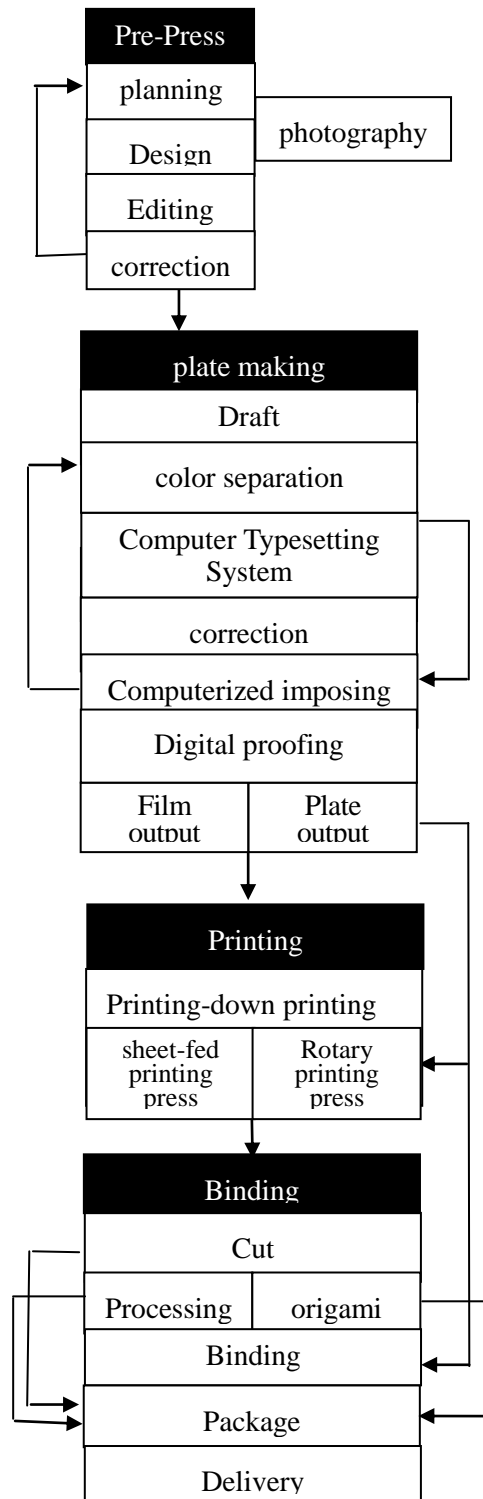 Pre-Press
planning
photography
Design
Editing
correction
plate making
Draft
color separation
Computer Typesetting
System
correction
Computerized imposing
Digital proofing
Film
output
Plate
output
Printing
Printing-down printing
sheet-fed
printing
press
Rotary
printing
press
Binding
Cut
Processing
origami
Binding
Package
Delivery